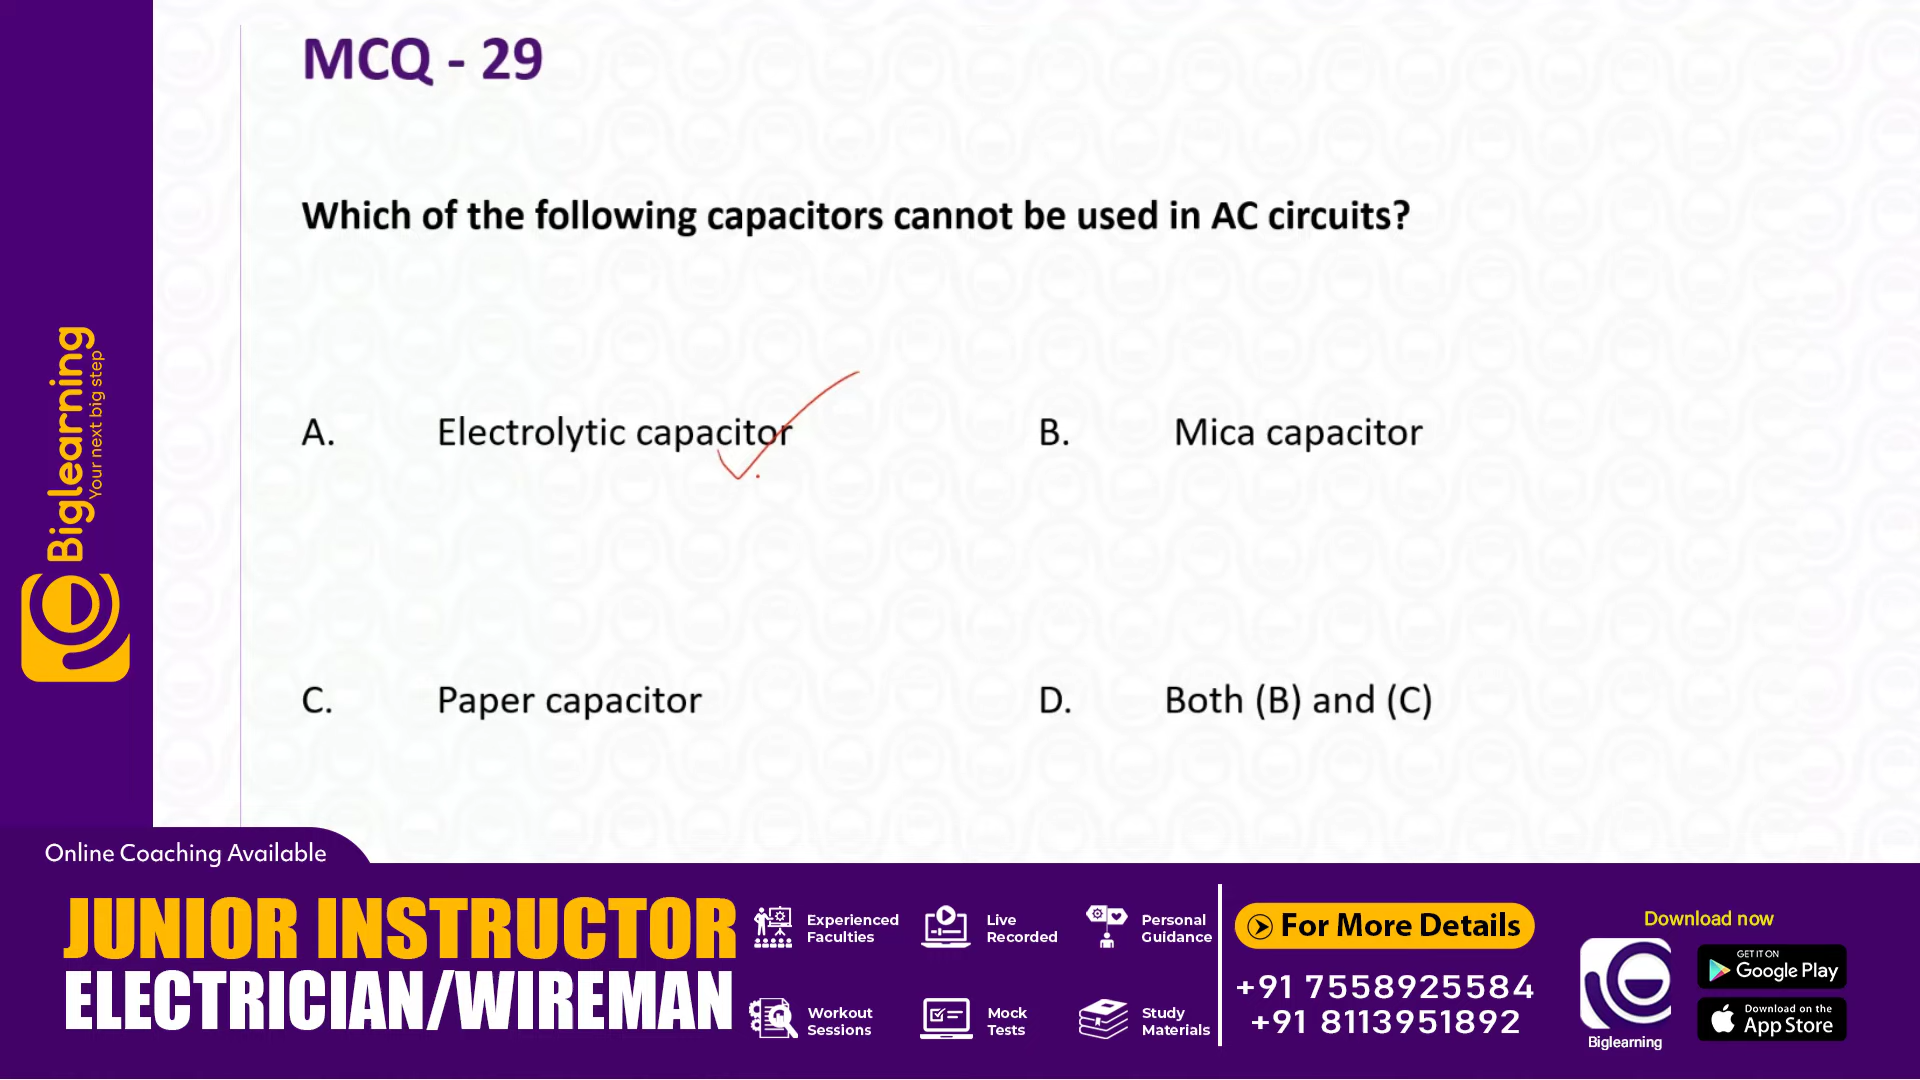 MCQ - 29
Which of the following capacitors cannot be used in AC circuits?
A. Electrolytic capacitor
B. Mica capacitor
C. Paper capacitor
D. Both (B) and (C)
Biglearning
Your next big step
Online Coaching Available
JUNIOR INSTRUCTOR
ELECTRICIAN/WIREMAN
Experienced
Faculties
Live
Recorded
Personal
Guidance
Workout
Sessions
Mock
Tests
Study
Materials
For More Details
+91 7558925584
+91 8113951892
Download now
Biglearning
GET IT ON
Google Play
Download on the
App Store